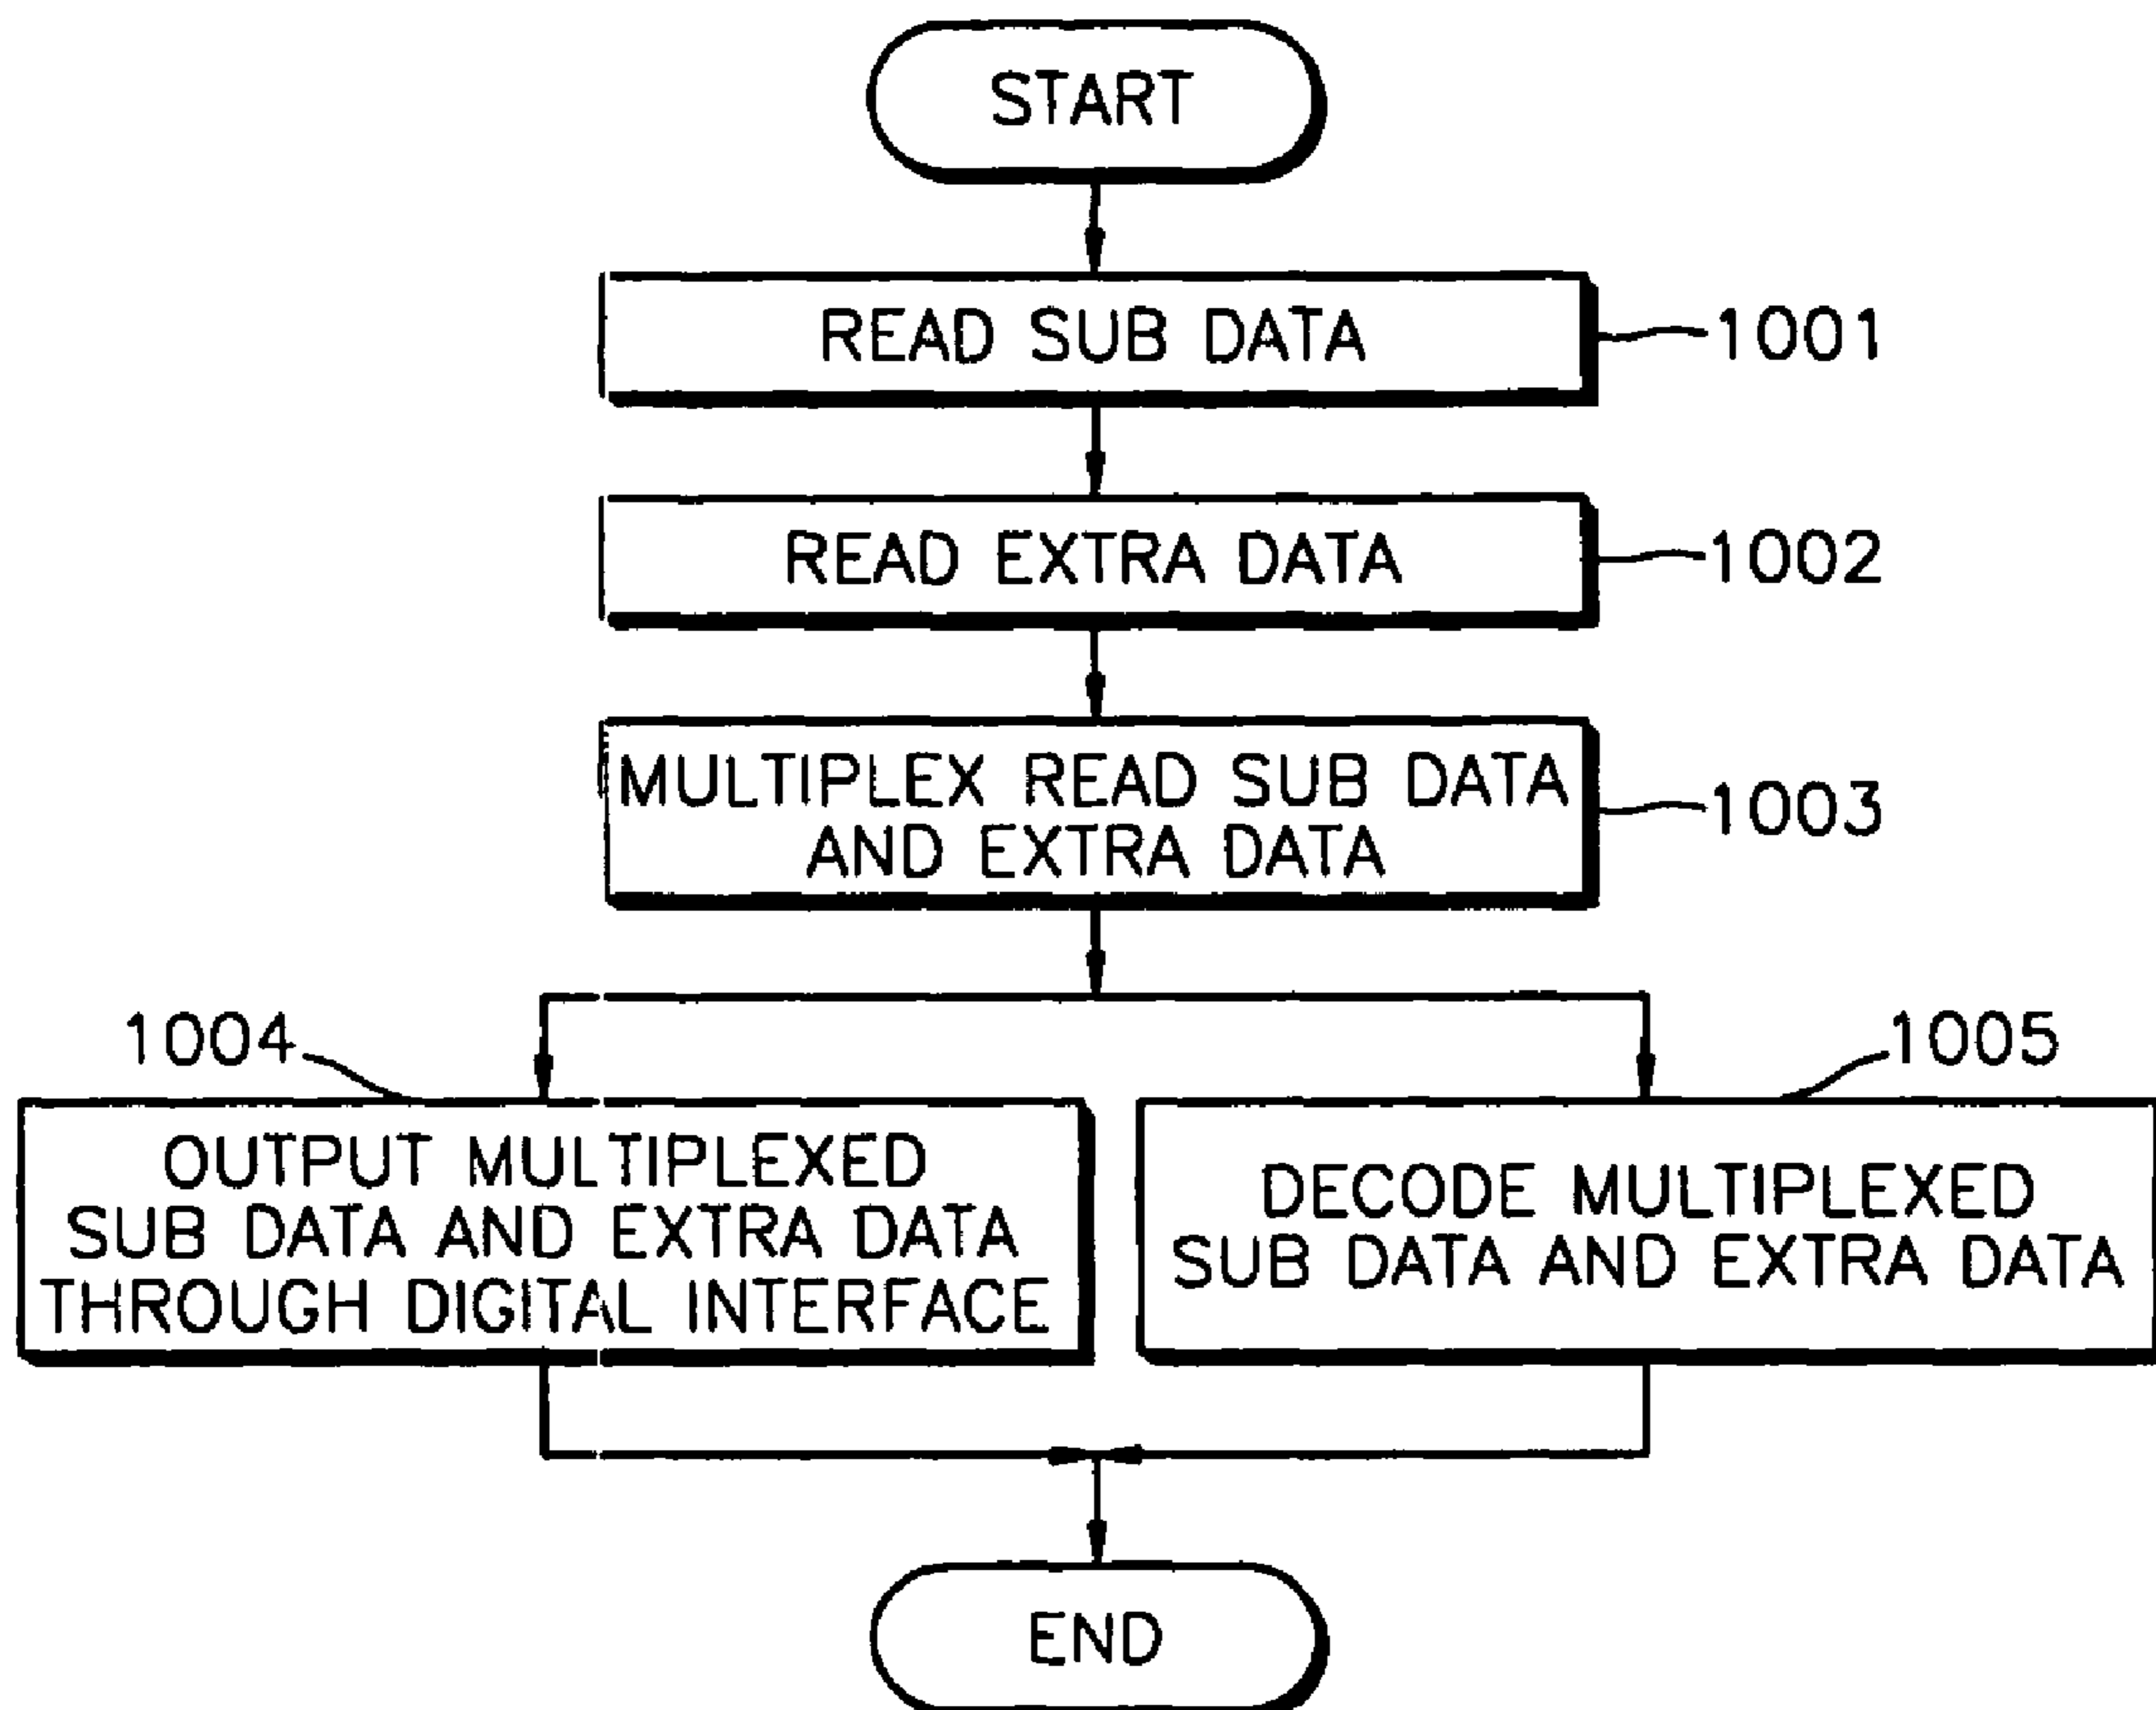 START
READ SUB DATA
1001
READ EXTRA DATA
1002
MULTIPLEX READ SUB DATA
AND EXTRA DATA
1003
1004
OUTPUT MULTIPLEXED
SUB DATA AND EXTRA DATA
THROUGH DIGITAL INTERFACE
1005
DECODE MULTIPLEXED
SUB DATA AND EXTRA DATA
END